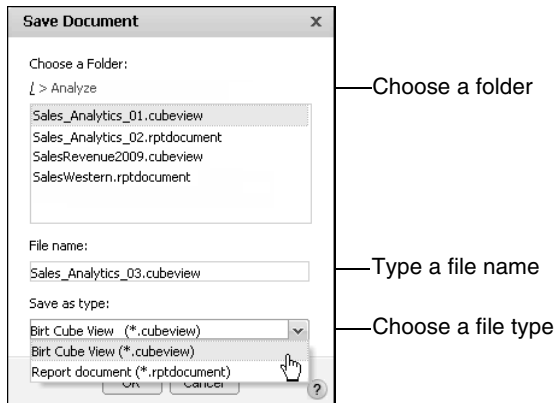 Save Document x
Choose a Folder:
/ > Analyze
Choose a folder
Sales_Analytics_01.cubeview
Sales_Analytics_02.rptdocument
SalesRevenue2009.cubeview
SalesWestern.rptdocument
File name:
Sales_Analytics_03.cubeview
Type a file name
Save as type:
Birt Cube View (*.cubeview)
Choose a file type
Birt Cube View (*.cubeview)
Report document (*.rptdocument)
OK Cancel ?